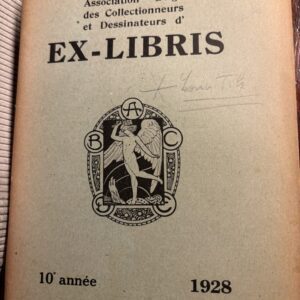 Association
des Collectionneurs
et Dessinateurs d'
EX-LIBRIS
A
B C
C E
D
10e année 1928